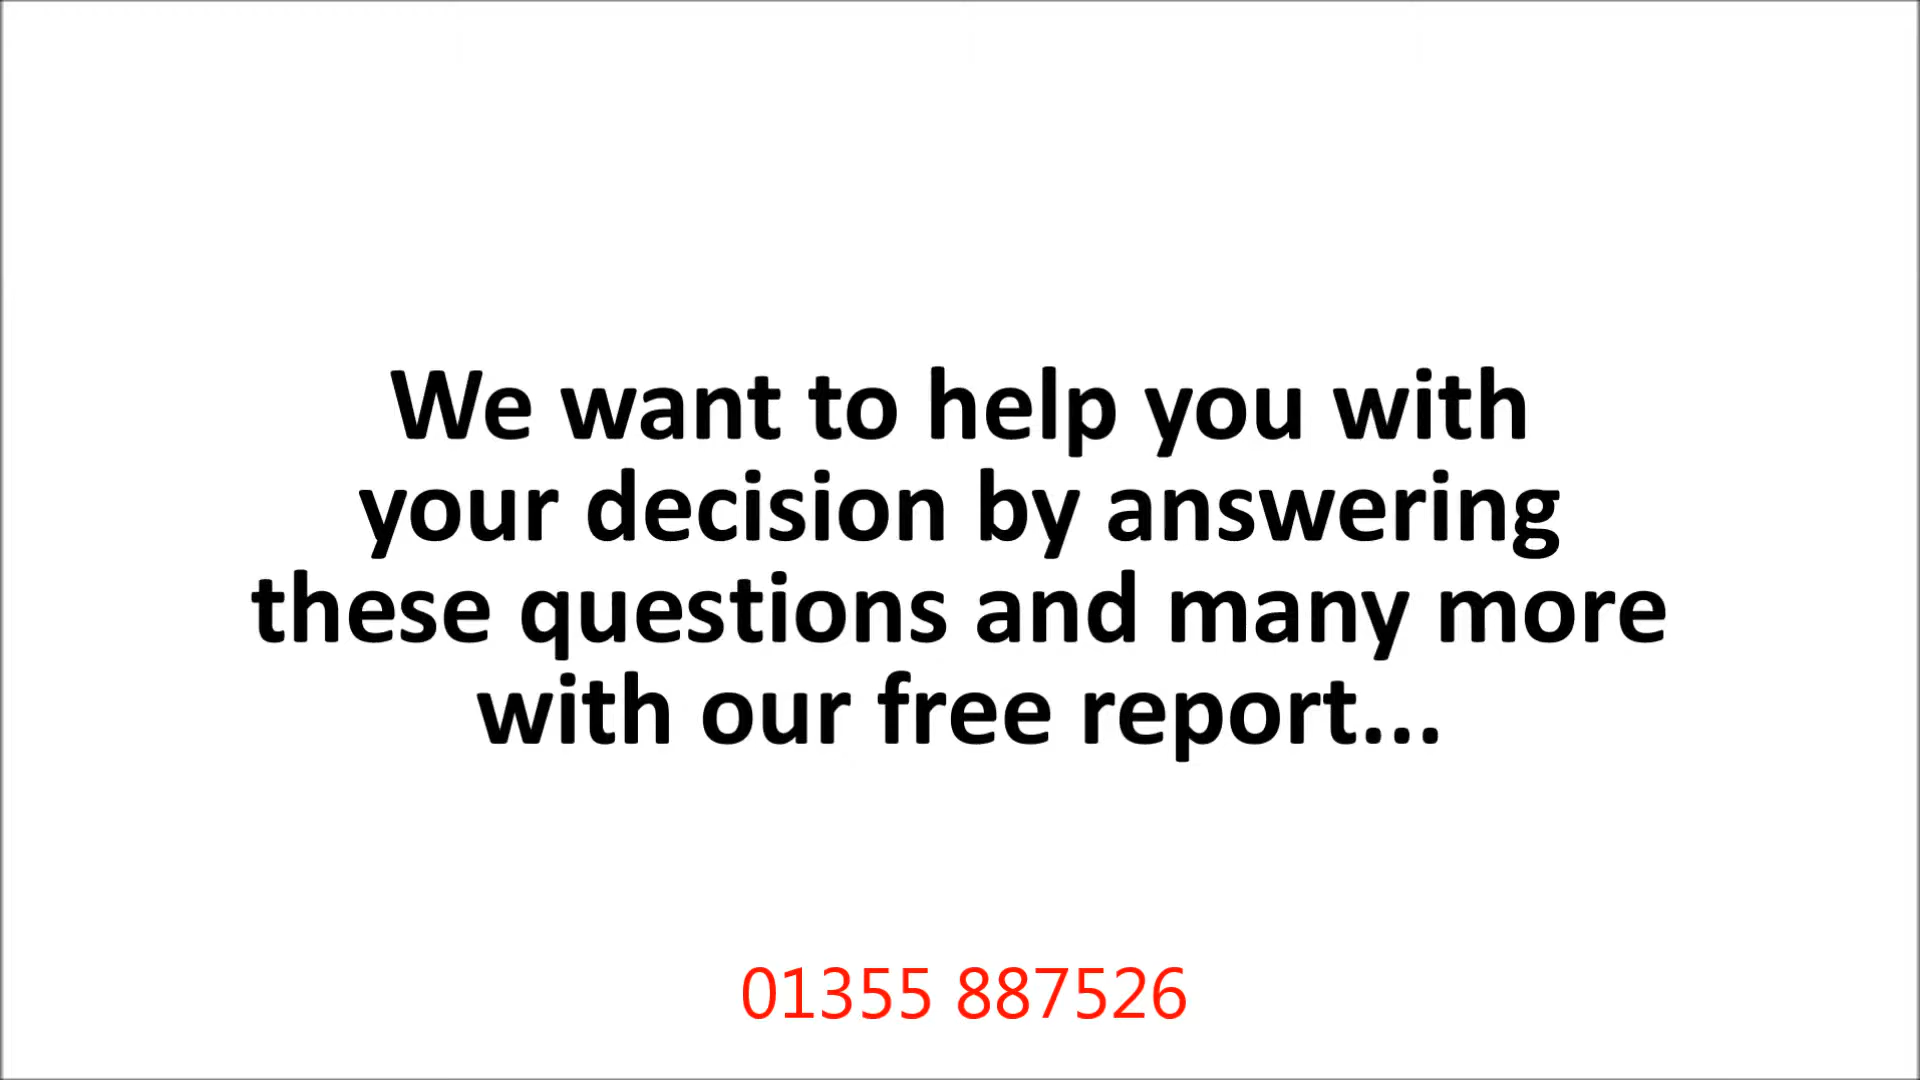 We want to help you with
your decision by answering
these questions and many more
with our free report...
01355 887526